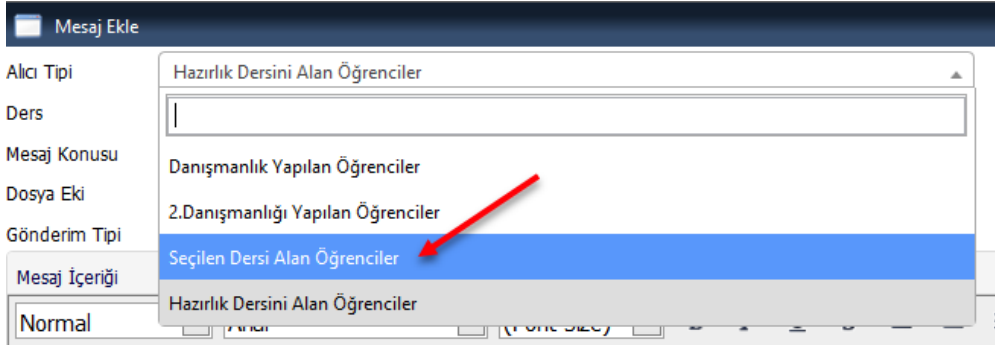 Mesaj Ekle
Alıcı Tipi
Hazırlık Dersini Alan Öğrenciler
Ders
Mesaj Konusu
Danışmanlık Yapılan Öğrenciler
Dosya Eki
2.Danışmanlığı Yapılan Öğrenciler
Gönderim Tipi
Seçilen Dersi Alan Öğrenciler
Mesaj İçeriği
Hazırlık Dersini Alan Öğrenciler
Normal Arial (Font Size)